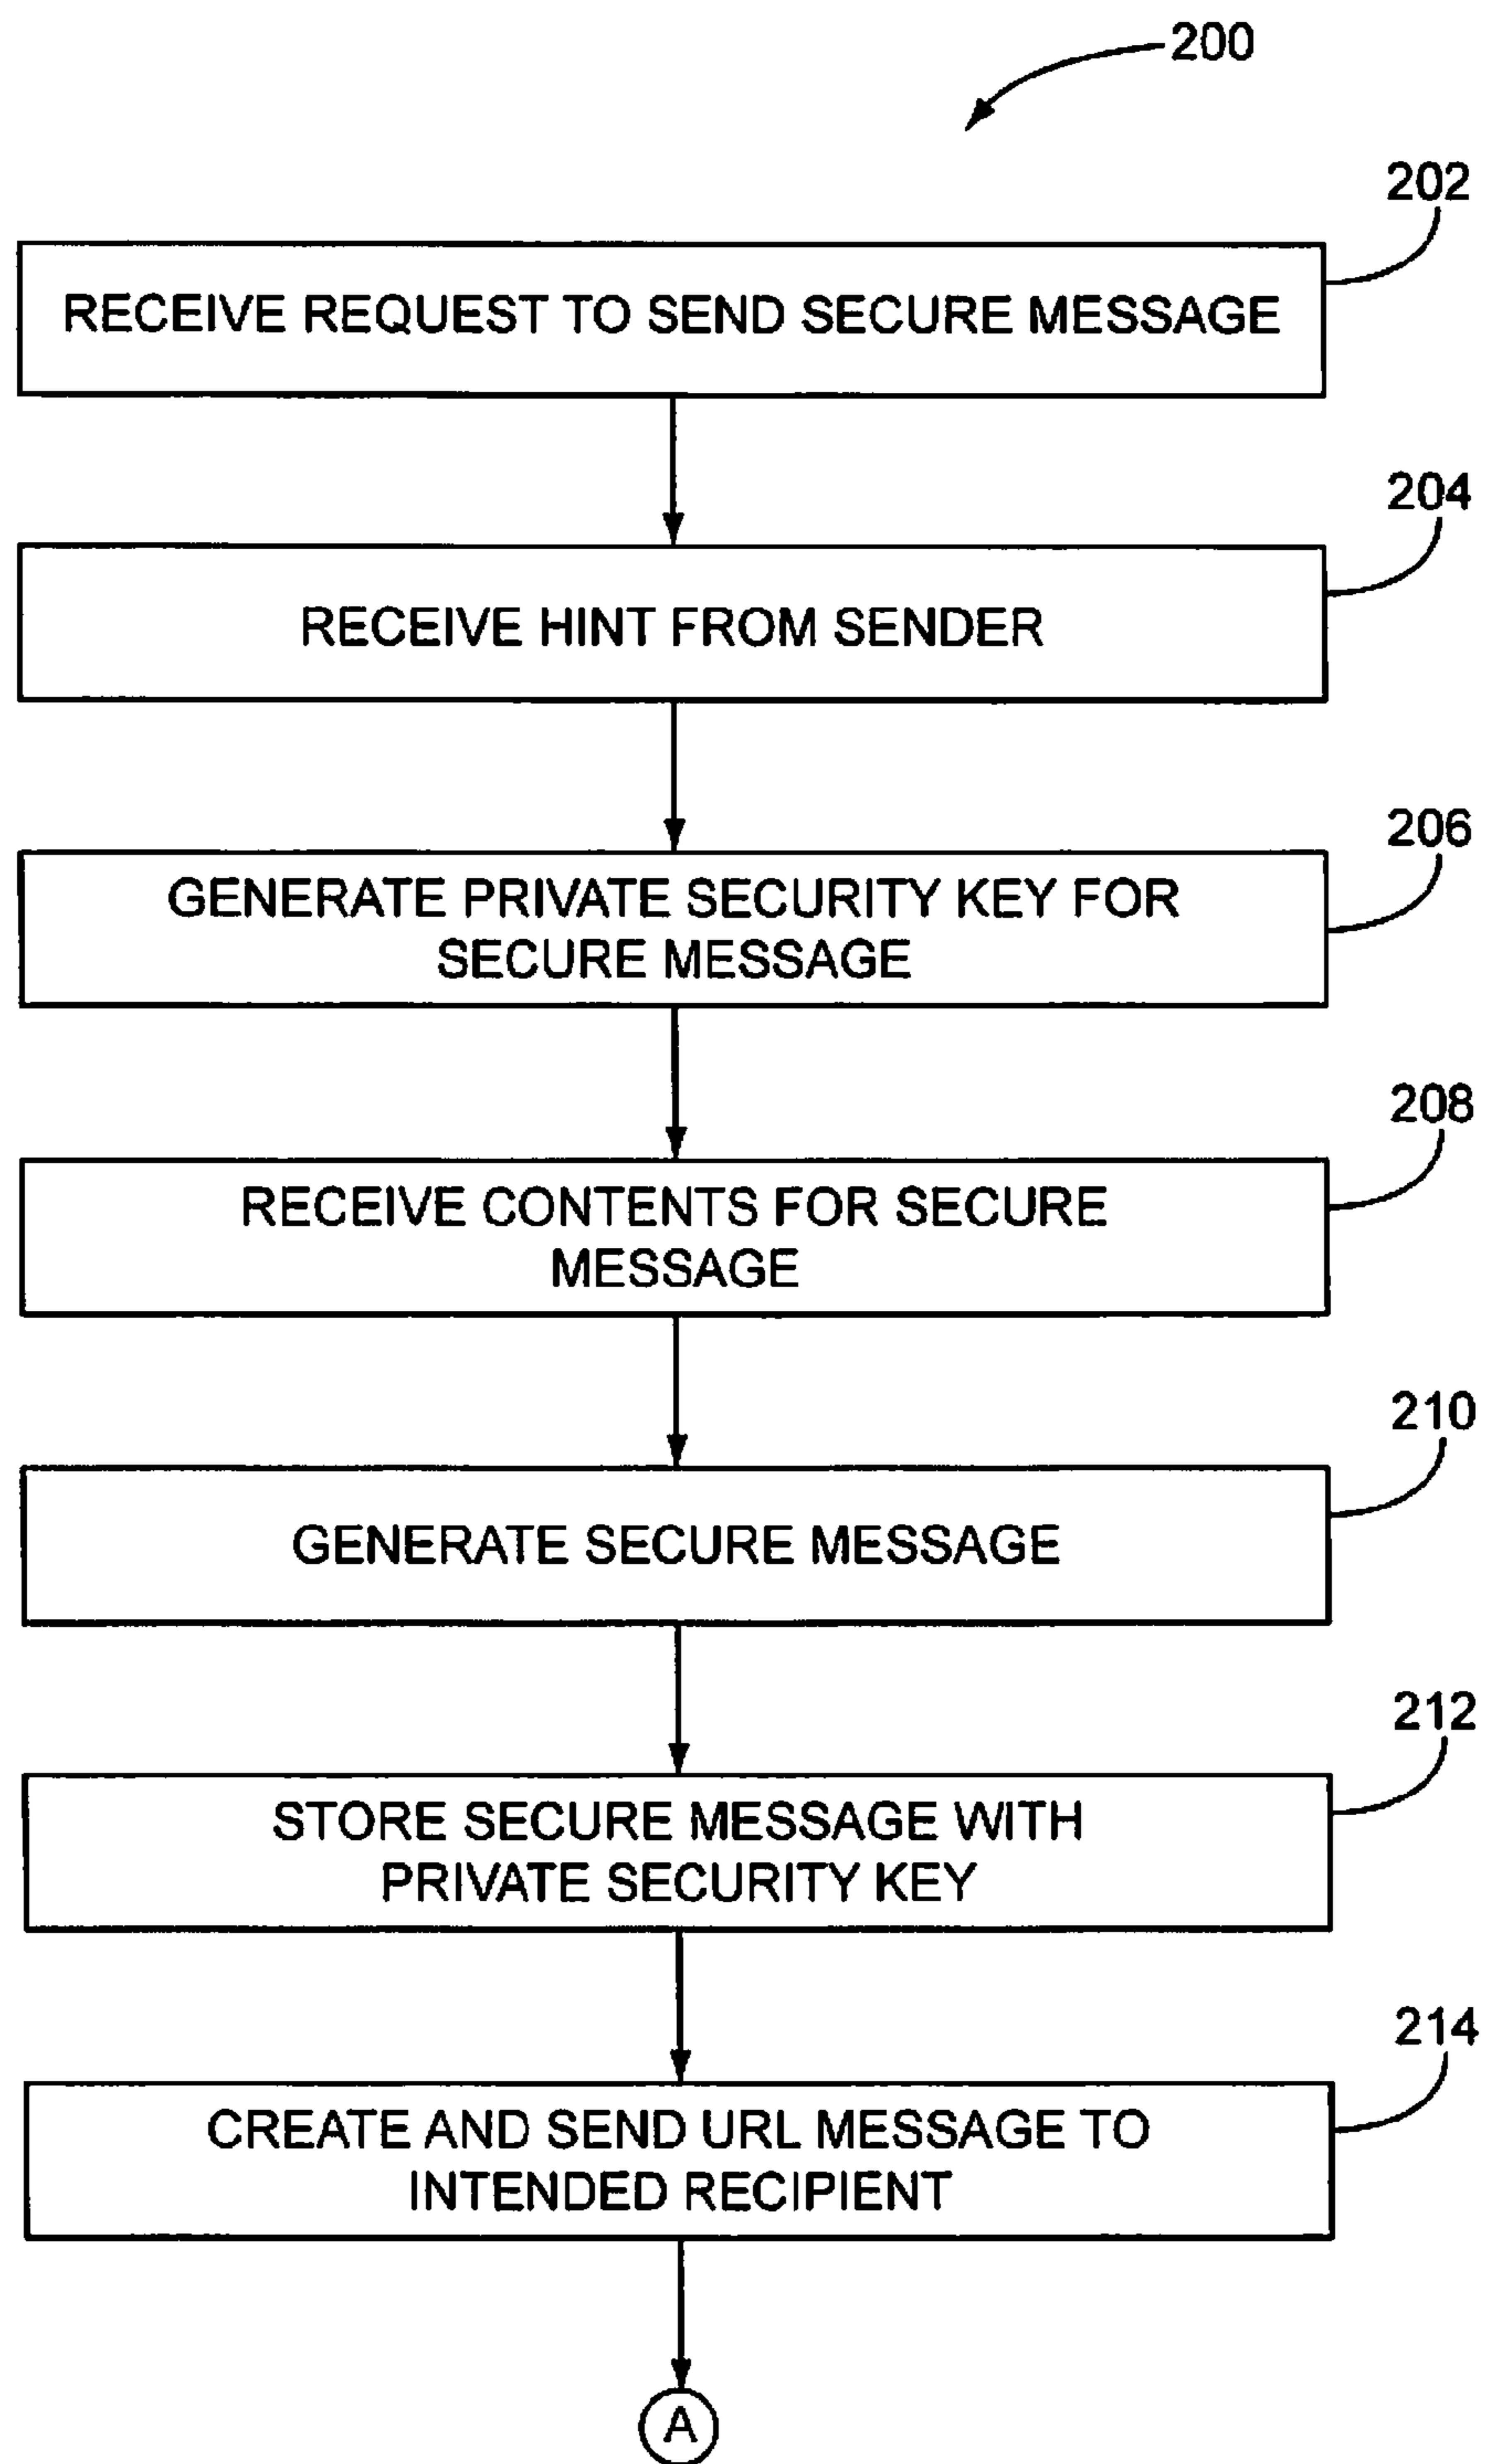 200
202
RECEIVE REQUEST TO SEND SECURE MESSAGE
204
RECEIVE HINT FROM SENDER
206
GENERATE PRIVATE SECURITY KEY FOR
SECURE MESSAGE
208
RECEIVE CONTENTS FOR SECURE
MESSAGE
210
GENERATE SECURE MESSAGE
212
STORE SECURE MESSAGE WITH
PRIVATE SECURITY KEY
214
CREATE AND SEND URL MESSAGE TO
INTENDED RECIPIENT
A